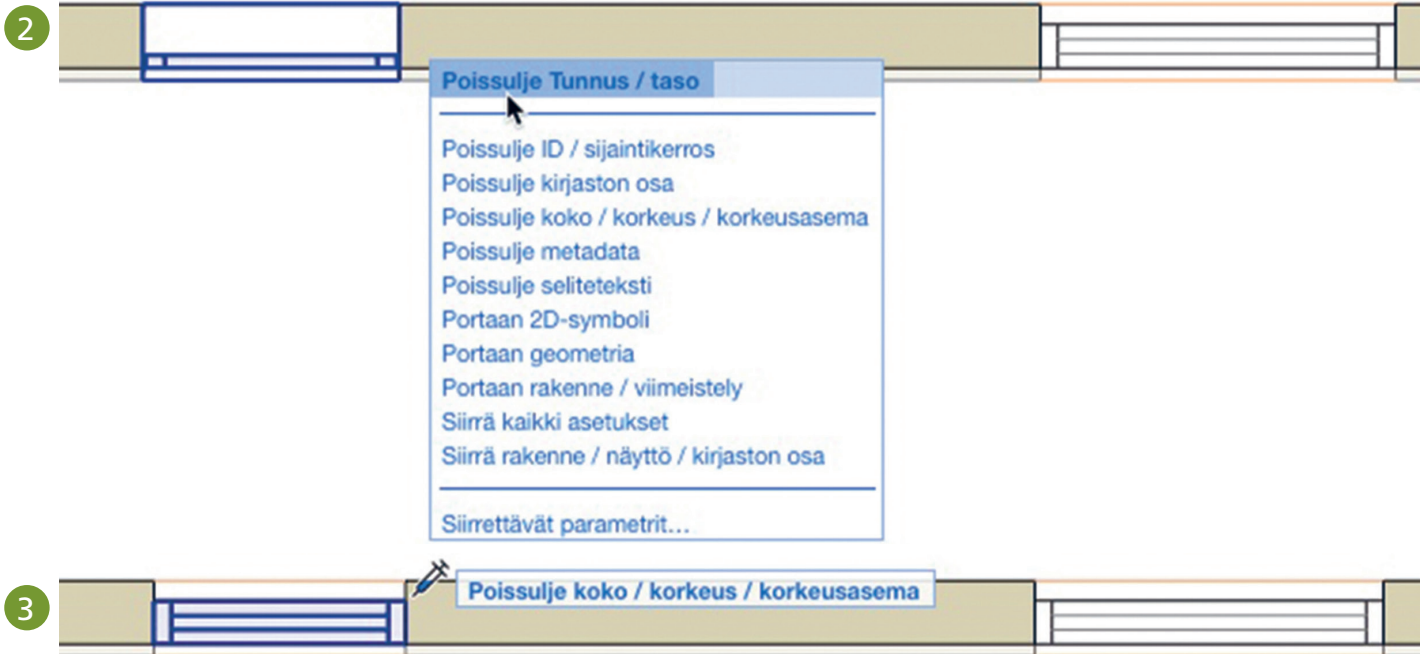 2
Poissulje Tunnus / taso
Poissulje ID / sijaintikerros
Poissulje kirjaston osa
Poissulje koko / korkeus / korkeusasema
Poissulje metadata
Poissulje seliteteksti
Portaan 2D-symboli
Portaan geometria
Portaan rakenne / viimeistely
Siirrä kaikki asetukset
Siirrä rakenne / näyttö / kirjaston osa
Siirrettävät parametrit...
3
Poissulje koko / korkeus / korkeusasema